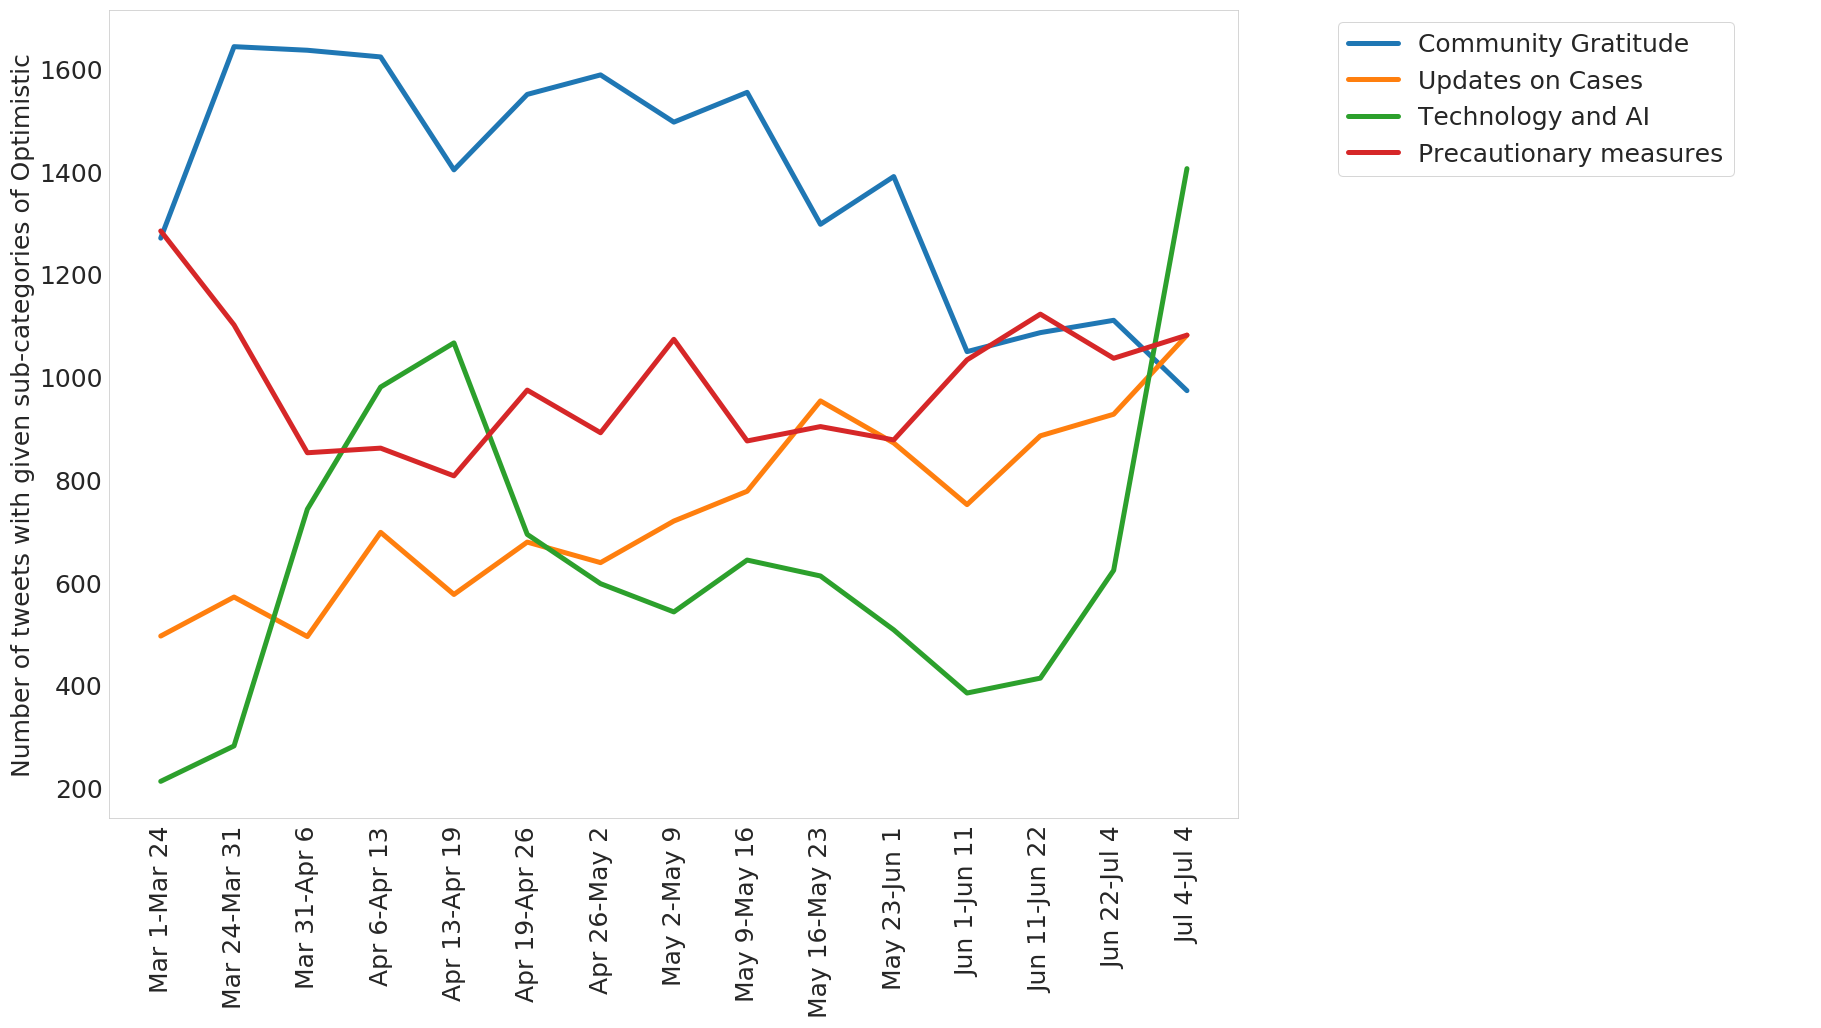 Number of tweets with given sub-categories of Optimistic
1600
1400
1200
1000
800
600
400
200
Mar 1-Mar 24
Mar 24-Mar 31
Mar 31-Apr 6
Apr 6-Apr 13
Apr 13-Apr 19
Apr 19-Apr 26
Apr 26-May 2
May 2-May 9
May 9-May 16
May 16-May 23
May 23-Jun 1
Jun 1-Jun 11
Jun 11-Jun 22
Jun 22-Jul 4
Jul 4-Jul 4
Community Gratitude
Updates on Cases
Technology and AI
Precautionary measures